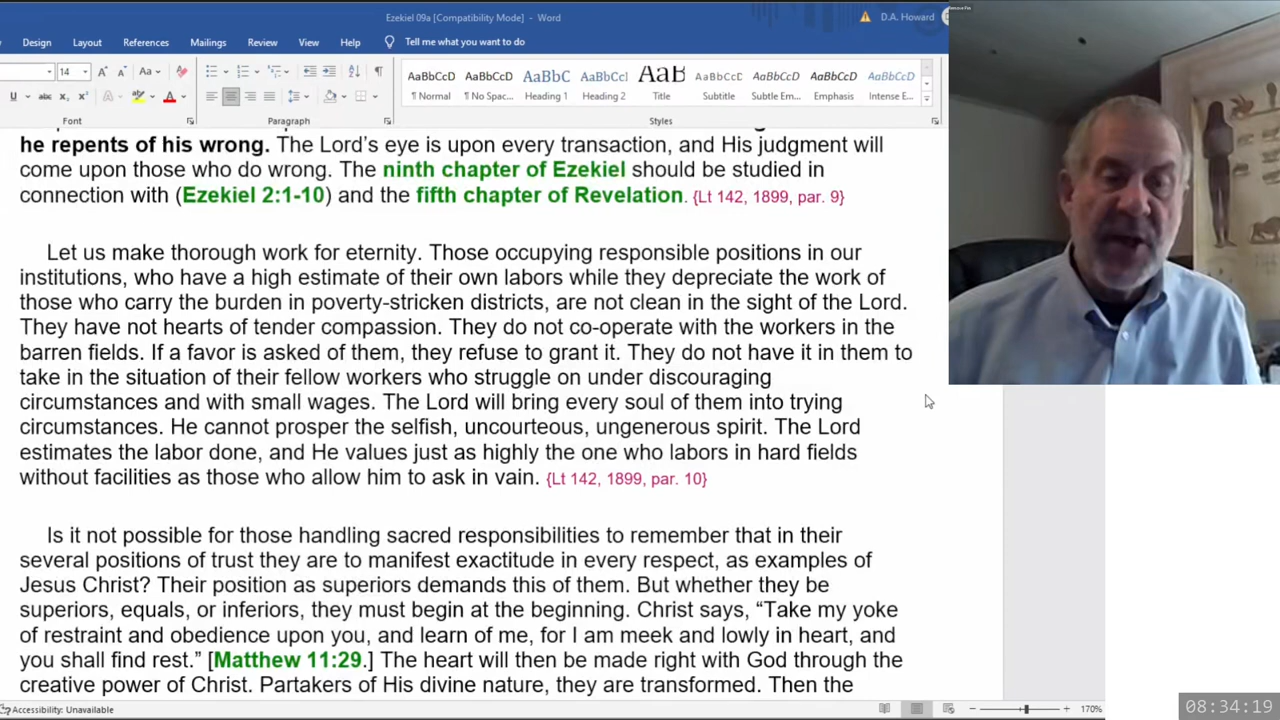 Ezekiel 09a [Compatibility Mode] - Word
D.A. Howard
Design Layout References Mailings Review View Help Tell me what you want to do
14 Aa
AaBbCcD AaBbCcD AaBbC AaBbCc AaB AaBbCcD AaBbCcD AaBbCcD AaBbCcD
¶ Normal ¶ No Spac... Heading 1 Heading 2 Title Subtitle Subtle Em... Emphasis Intense E...
Font Paragraph Styles
he repents of his wrong. The Lord’s eye is upon every transaction, and His judgment will
come upon those who do wrong. The ninth chapter of Ezekiel should be studied in
connection with (Ezekiel 2:1-10) and the fifth chapter of Revelation. {Lt 142, 1899, par. 9}
Let us make thorough work for eternity. Those occupying responsible positions in our
institutions, who have a high estimate of their own labors while they depreciate the work of
those who carry the burden in poverty-stricken districts, are not clean in the sight of the Lord.
They have not hearts of tender compassion. They do not co-operate with the workers in the
barren fields. If a favor is asked of them, they refuse to grant it. They do not have it in them to
take in the situation of their fellow workers who struggle on under discouraging
circumstances and with small wages. The Lord will bring every soul of them into trying
circumstances. He cannot prosper the selfish, uncourteous, ungenerous spirit. The Lord
estimates the labor done, and He values just as highly the one who labors in hard fields
without facilities as those who allow him to ask in vain. {Lt 142, 1899, par. 10}
Is it not possible for those handling sacred responsibilities to remember that in their
several positions of trust they are to manifest exactitude in every respect, as examples of
Jesus Christ? Their position as superiors demands this of them. But whether they be
superiors, equals, or inferiors, they must begin at the beginning. Christ says, “Take my yoke
of restraint and obedience upon you, and learn of me, for I am meek and lowly in heart, and
you shall find rest.” [Matthew 11:29.] The heart will then be made right with God through the
creative power of Christ. Partakers of His divine nature, they are transformed. Then the
Accessibility: Unavailable
170%
08:34:19